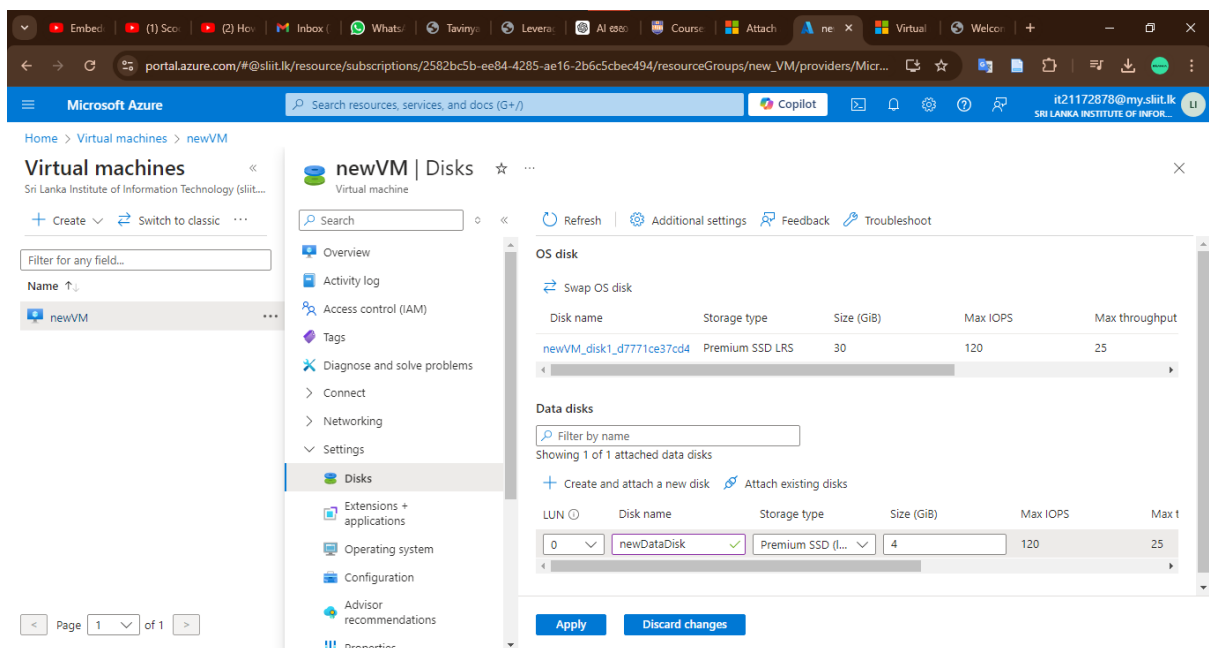 Embed
(1) Sco
(2) Hov
Inbox (
Whats/
Tavinya
Levera
Course
Attach
ne
Virtual
Welcon
portal.azure.com/#@sliit.lk/resource/subscriptions/2582bc5b-ee84-4285-ae16-2b6c5cbec494/resourceGroups/new_VM/providers/Micr...
Microsoft Azure
Search resources, services, and docs (G+/)
Copilot
it21172878@my.sliit.lk
SRI LANKA INSTITUTE OF INFOR...
LI
Home > Virtual machines > newVM
Virtual machines
Sri Lanka Institute of Information Technology (sliit....
Create
Switch to classic
Filter for any field...
Name
newVM
Page 1 of 1
newVM | Disks
Virtual machine
Search
Overview
Activity log
Access control (IAM)
Tags
Diagnose and solve problems
Connect
Networking
Settings
Disks
Extensions +
applications
Operating system
Configuration
Advisor
recommendations
Properties
Refresh
Additional settings
Feedback
Troubleshoot
OS disk
Swap OS disk
Disk name Storage type Size (GiB) Max IOPS Max throughput
newVM_disk1_d7771ce37cd4 Premium SSD LRS 30 120 25
Data disks
Filter by name
Showing 1 of 1 attached data disks
Create and attach a new disk
Attach existing disks
LUN Disk name Storage type Size (GiB) Max IOPS Max t
0 newDataDisk Premium SSD (l... 4 120 25
Apply
Discard changes